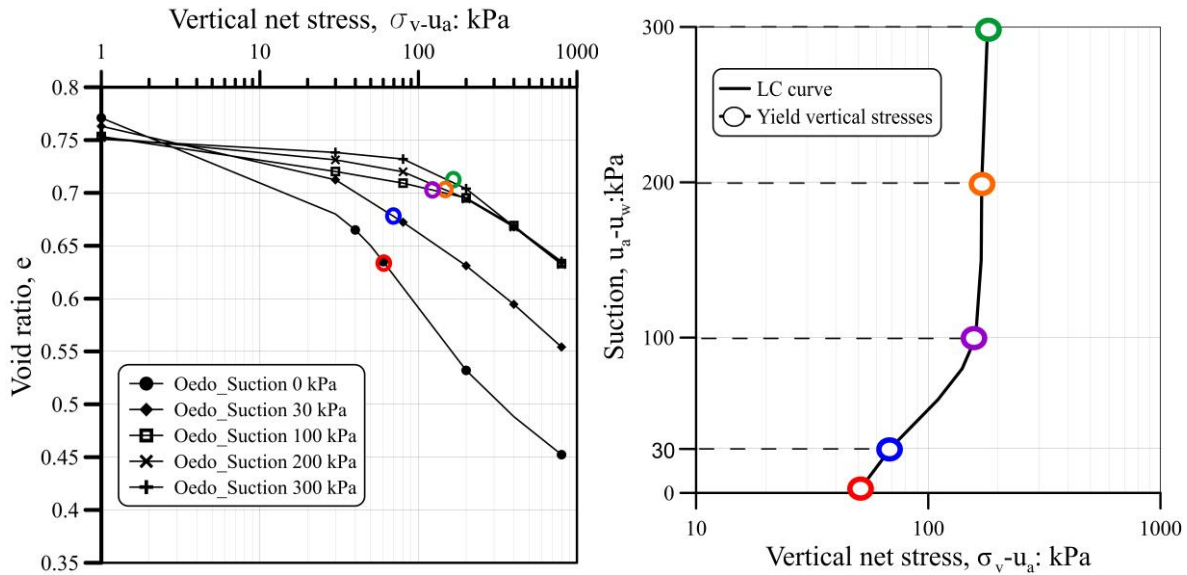 Vertical net stress, σv-ua: kPa
1 10 100 1000
0.8
0.75
0.7
0.65
0.6
0.55
0.5
0.45
0.4
0.35
Void ratio, e
Oedo_Suction 0 kPa
Oedo_Suction 30 kPa
Oedo_Suction 100 kPa
Oedo_Suction 200 kPa
Oedo_Suction 300 kPa
300
200
100
30
0
Suction, ua-uw:kPa
LC curve
Yield vertical stresses
10 100 1000
Vertical net stress, σv-ua: kPa